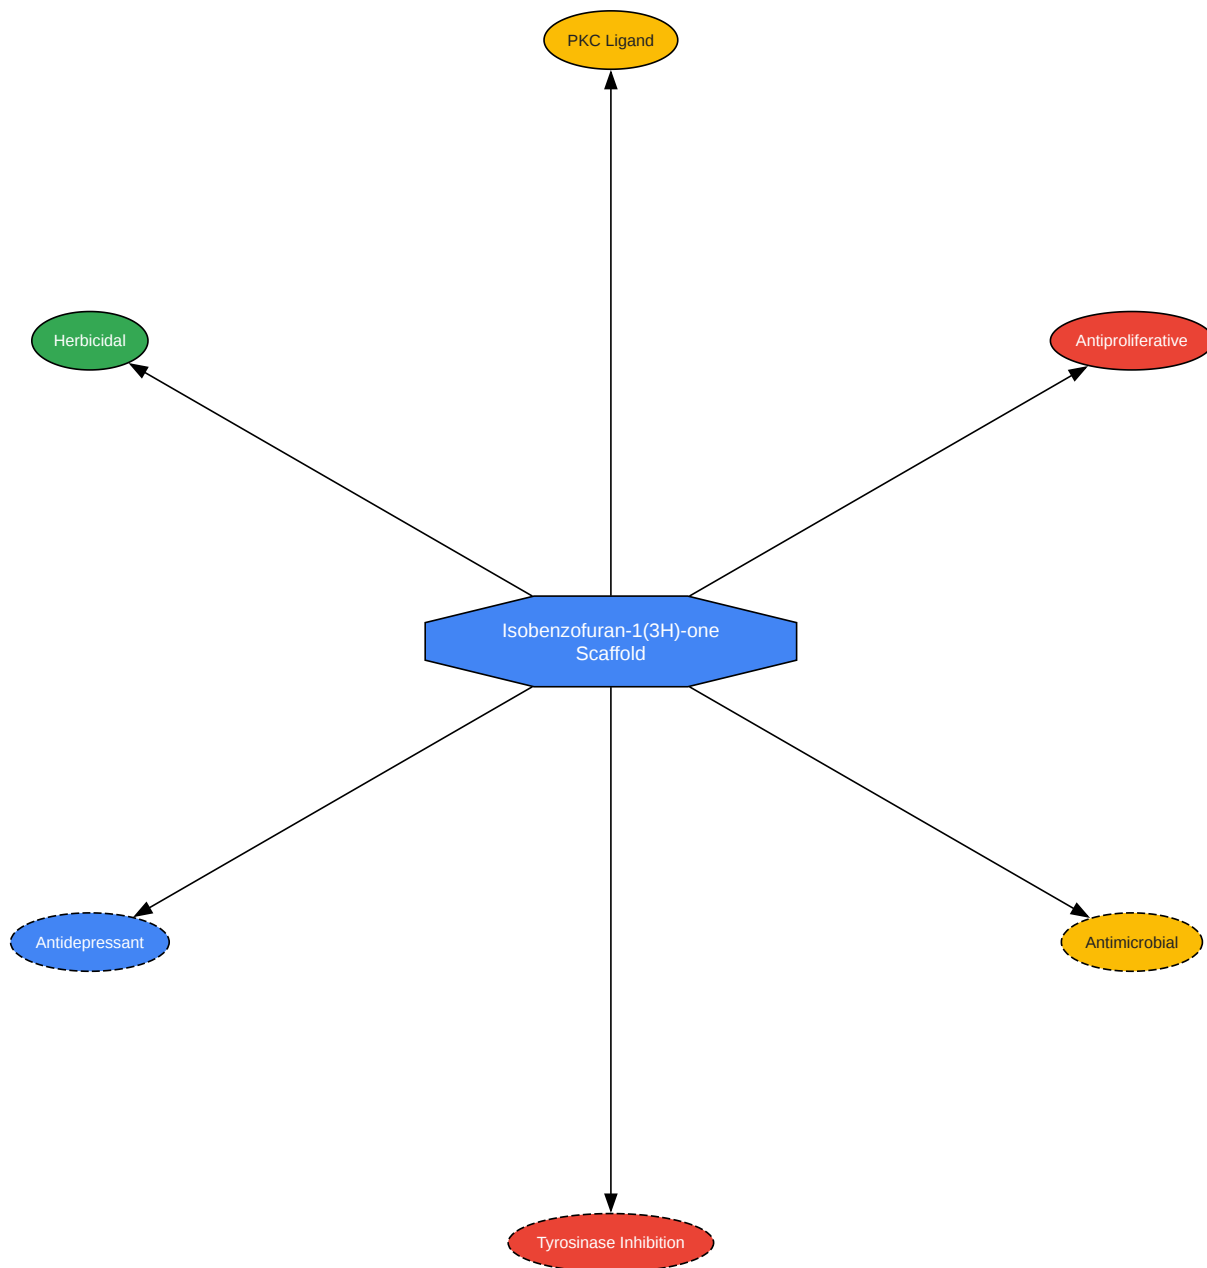 PKC Ligand
Herbicidal
Antiproliferative
Isobenzofuran-1(3H)-one
Scaffold
Antidepressant
Antimicrobial
Tyrosinase Inhibition